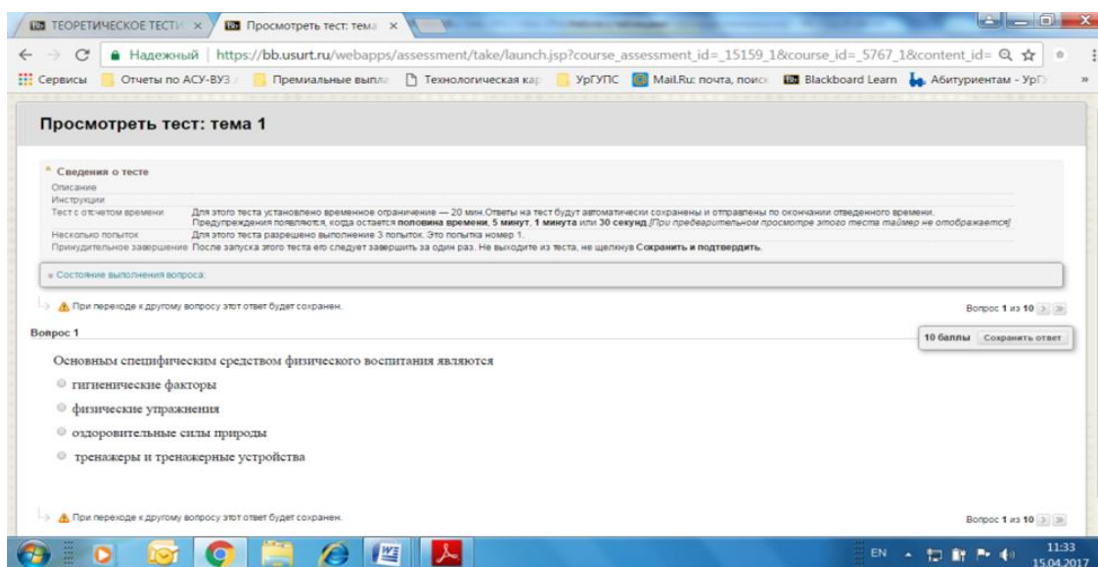 ТЕОРЕТИЧЕСКОЕ ТЕСТИ
Просмотреть тест: тема
Надежный | https://bb.usurt.ru/webapps/assessment/take/launch.jsp?course_assessment_id=_15159_1&course_id=_5767_1&content_id=
Сервисы Отчеты по АСУ-ВУЗ Премиальные выпла Технологическая кар УрГУПС Mail.Ru: почта, поиск Blackboard Learn Абитуриентам - УрГ »
Просмотреть тест: тема 1
Сведения о тесте
Описание
Инструкции
Тест с отсчетом времени Для этого теста установлено временное ограничение — 20 мин.Ответы на тест будут автоматически сохранены и отправлены по окончании отведенного времени.
Предупреждения появляются, когда остается половина времени, 5 минут, 1 минута или 30 секунд.[При предварительном просмотре этого теста таймер не отображается]
Несколько попыток Для этого теста разрешено выполнение 3 попыток. Это попытка номер 1.
Принудительное завершение После запуска этого теста его следует завершить за один раз. Не выходите из теста, не щелкнув Сохранить и подтвердить.
Состояние выполнения вопроса:
При переходе к другому вопросу этот ответ будет сохранен. Вопрос 1 из 10
Вопрос 1 10 баллы Сохранить ответ
Основным специфическим средством физического воспитания являются
гигиенические факторы
физические упражнения
оздоровительные силы природы
тренажеры и тренажерные устройства
При переходе к другому вопросу этот ответ будет сохранен. Вопрос 1 из 10
EN 11:33
15.04.2017